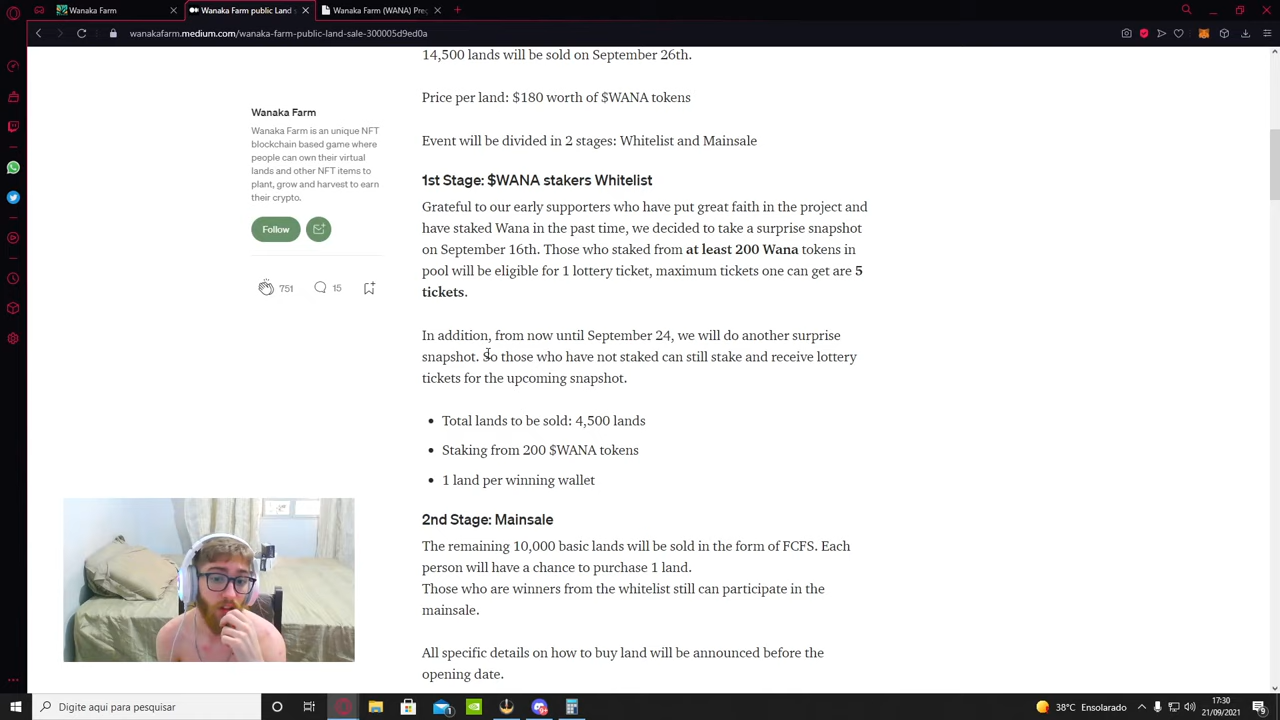 Wanaka Farm
Wanaka Farm public Land s
Wanaka Farm (WANA) Pre
wanakafarm.medium.com/wanaka-farm-public-land-sale-300005d9ed0a
14,500 lands will be sold on September 26th.
Price per land: $180 worth of $WANA tokens
Event will be divided in 2 stages: Whitelist and Mainsale
Wanaka Farm
Wanaka Farm is an unique NFT
blockchain based game where
people can own their virtual
lands and other NFT items to
plant, grow and harvest to earn
their crypto.
Follow
751
15
1st Stage: $WANA stakers Whitelist
Grateful to our early supporters who have put great faith in the project and
have staked Wana in the past time, we decided to take a surprise snapshot
on September 16th. Those who staked from at least 200 Wana tokens in
pool will be eligible for 1 lottery ticket, maximum tickets one can get are 5
tickets.
In addition, from now until September 24, we will do another surprise
snapshot. So those who have not staked can still stake and receive lottery
tickets for the upcoming snapshot.
Total lands to be sold: 4,500 lands
Staking from 200 $WANA tokens
1 land per winning wallet
2nd Stage: Mainsale
The remaining 10,000 basic lands will be sold in the form of FCFS. Each
person will have a chance to purchase 1 land.
Those who are winners from the whitelist still can participate in the
mainsale.
All specific details on how to buy land will be announced before the
opening date.
Digite aqui para pesquisar
38°C Ensolarado
17:30
21/09/2021